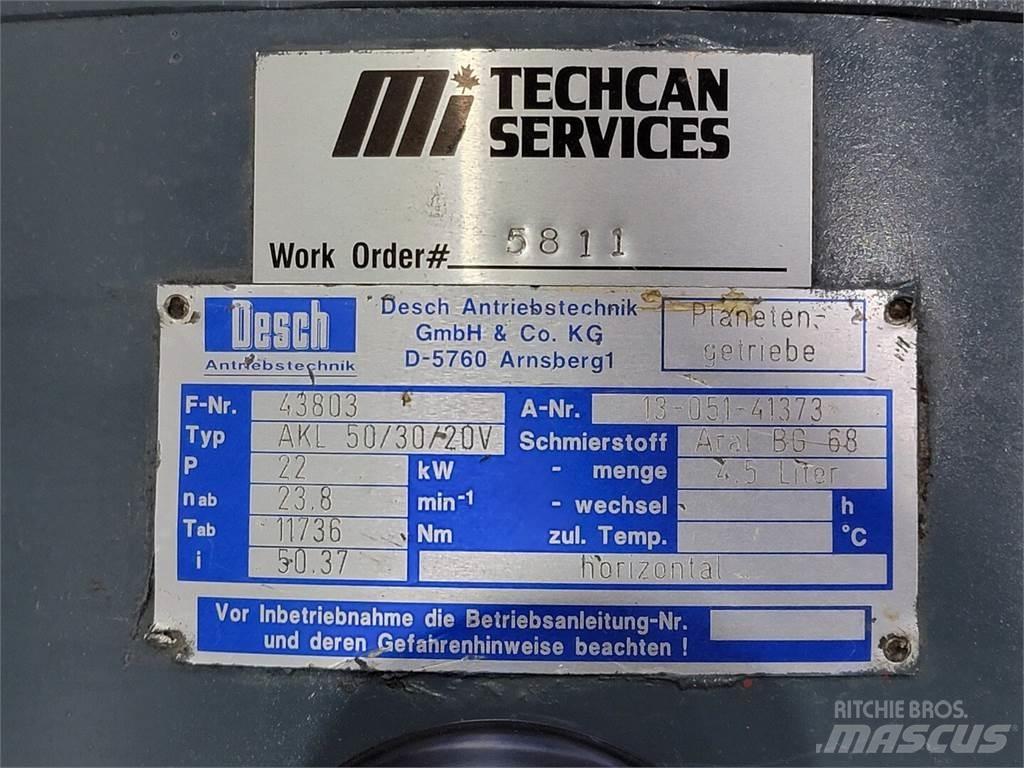 Mi TECHCAN
SERVICES
Work Order# 5811
Desch
Antriebstechnik
Desch Antriebstechnik
GmbH & Co. KG
D-5760 Arnsberg1
Planeten-
getriebe
F-Nr. 43803 A-Nr. 13-051-41373
Typ AKL 50/30/20V Schmierstoff Aral BG 68
P 22 kW - menge 4.5 Liter
nab 23.8 min-1 - wechsel h
Tab 11736 Nm zul. Temp. °C
i 50.37 horizontal
Vor Inbetriebnahme die Betriebsanleitung-Nr.
und deren Gefahrenhinweise beachten !
RITCHIE BROS.
MASCUS